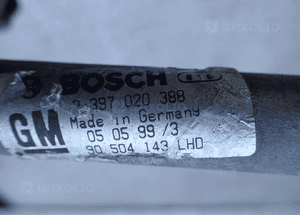 BOSCH
3 397 020 388
Made in Germany
GM
05 05 99/3
90 504 143 LHD